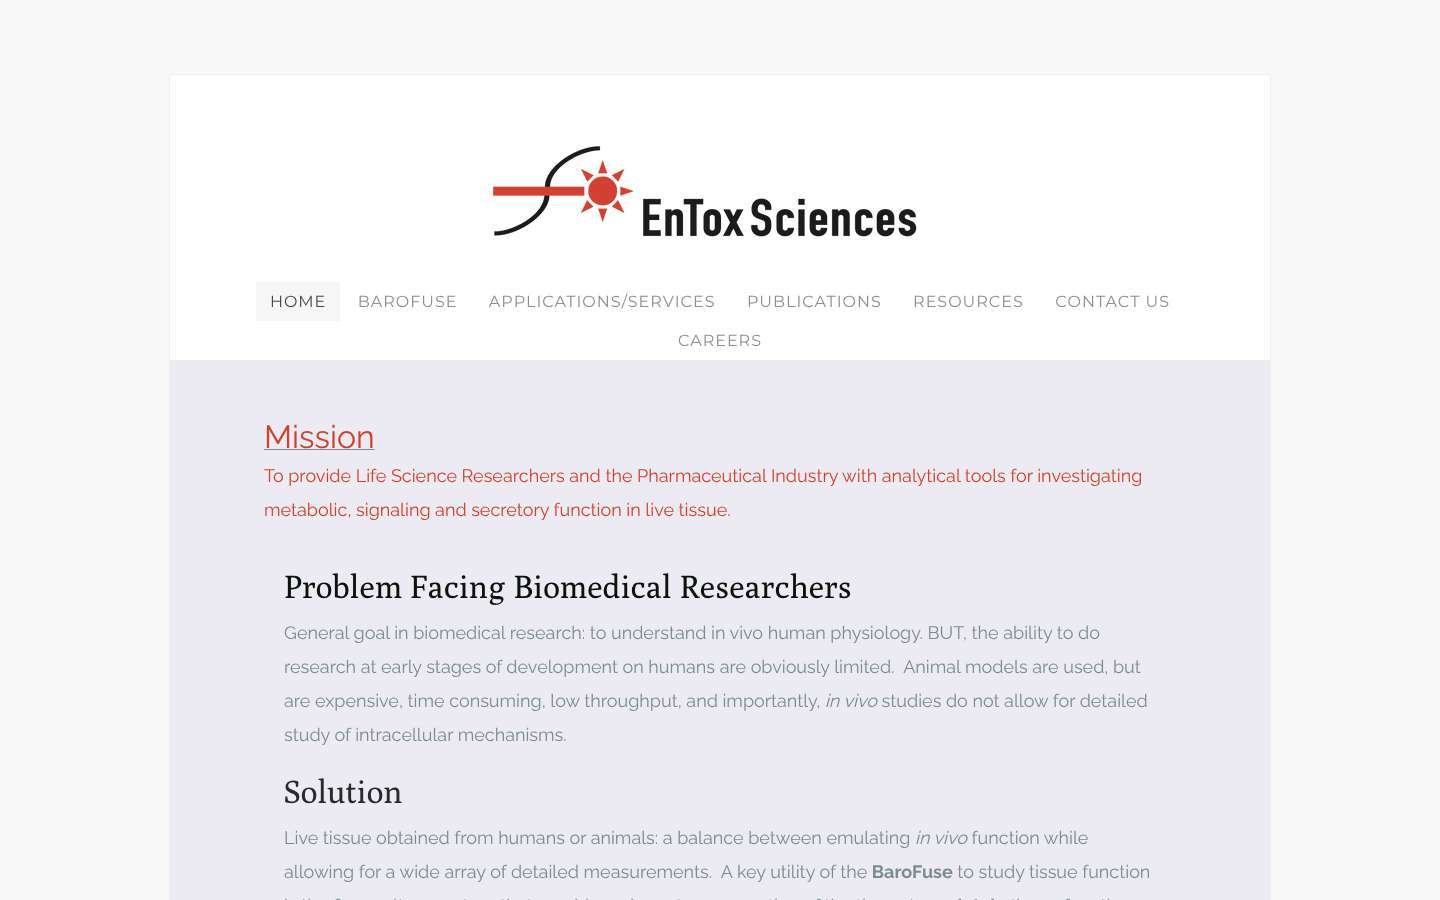 EnTox Sciences
HOME BAROFUSE APPLICATIONS/SERVICES PUBLICATIONS RESOURCES CONTACT US
CAREERS
Mission
To provide Life Science Researchers and the Pharmaceutical Industry with analytical tools for investigating
metabolic, signaling and secretory function in live tissue.
Problem Facing Biomedical Researchers
General goal in biomedical research: to understand in vivo human physiology. BUT, the ability to do
research at early stages of development on humans are obviously limited.  Animal models are used, but
are expensive, time consuming, low throughput, and importantly, in vivo studies do not allow for detailed
study of intracellular mechanisms.
Solution
Live tissue obtained from humans or animals: a balance between emulating in vivo function while
allowing for a wide array of detailed measurements.  A key utility of the BaroFuse to study tissue function